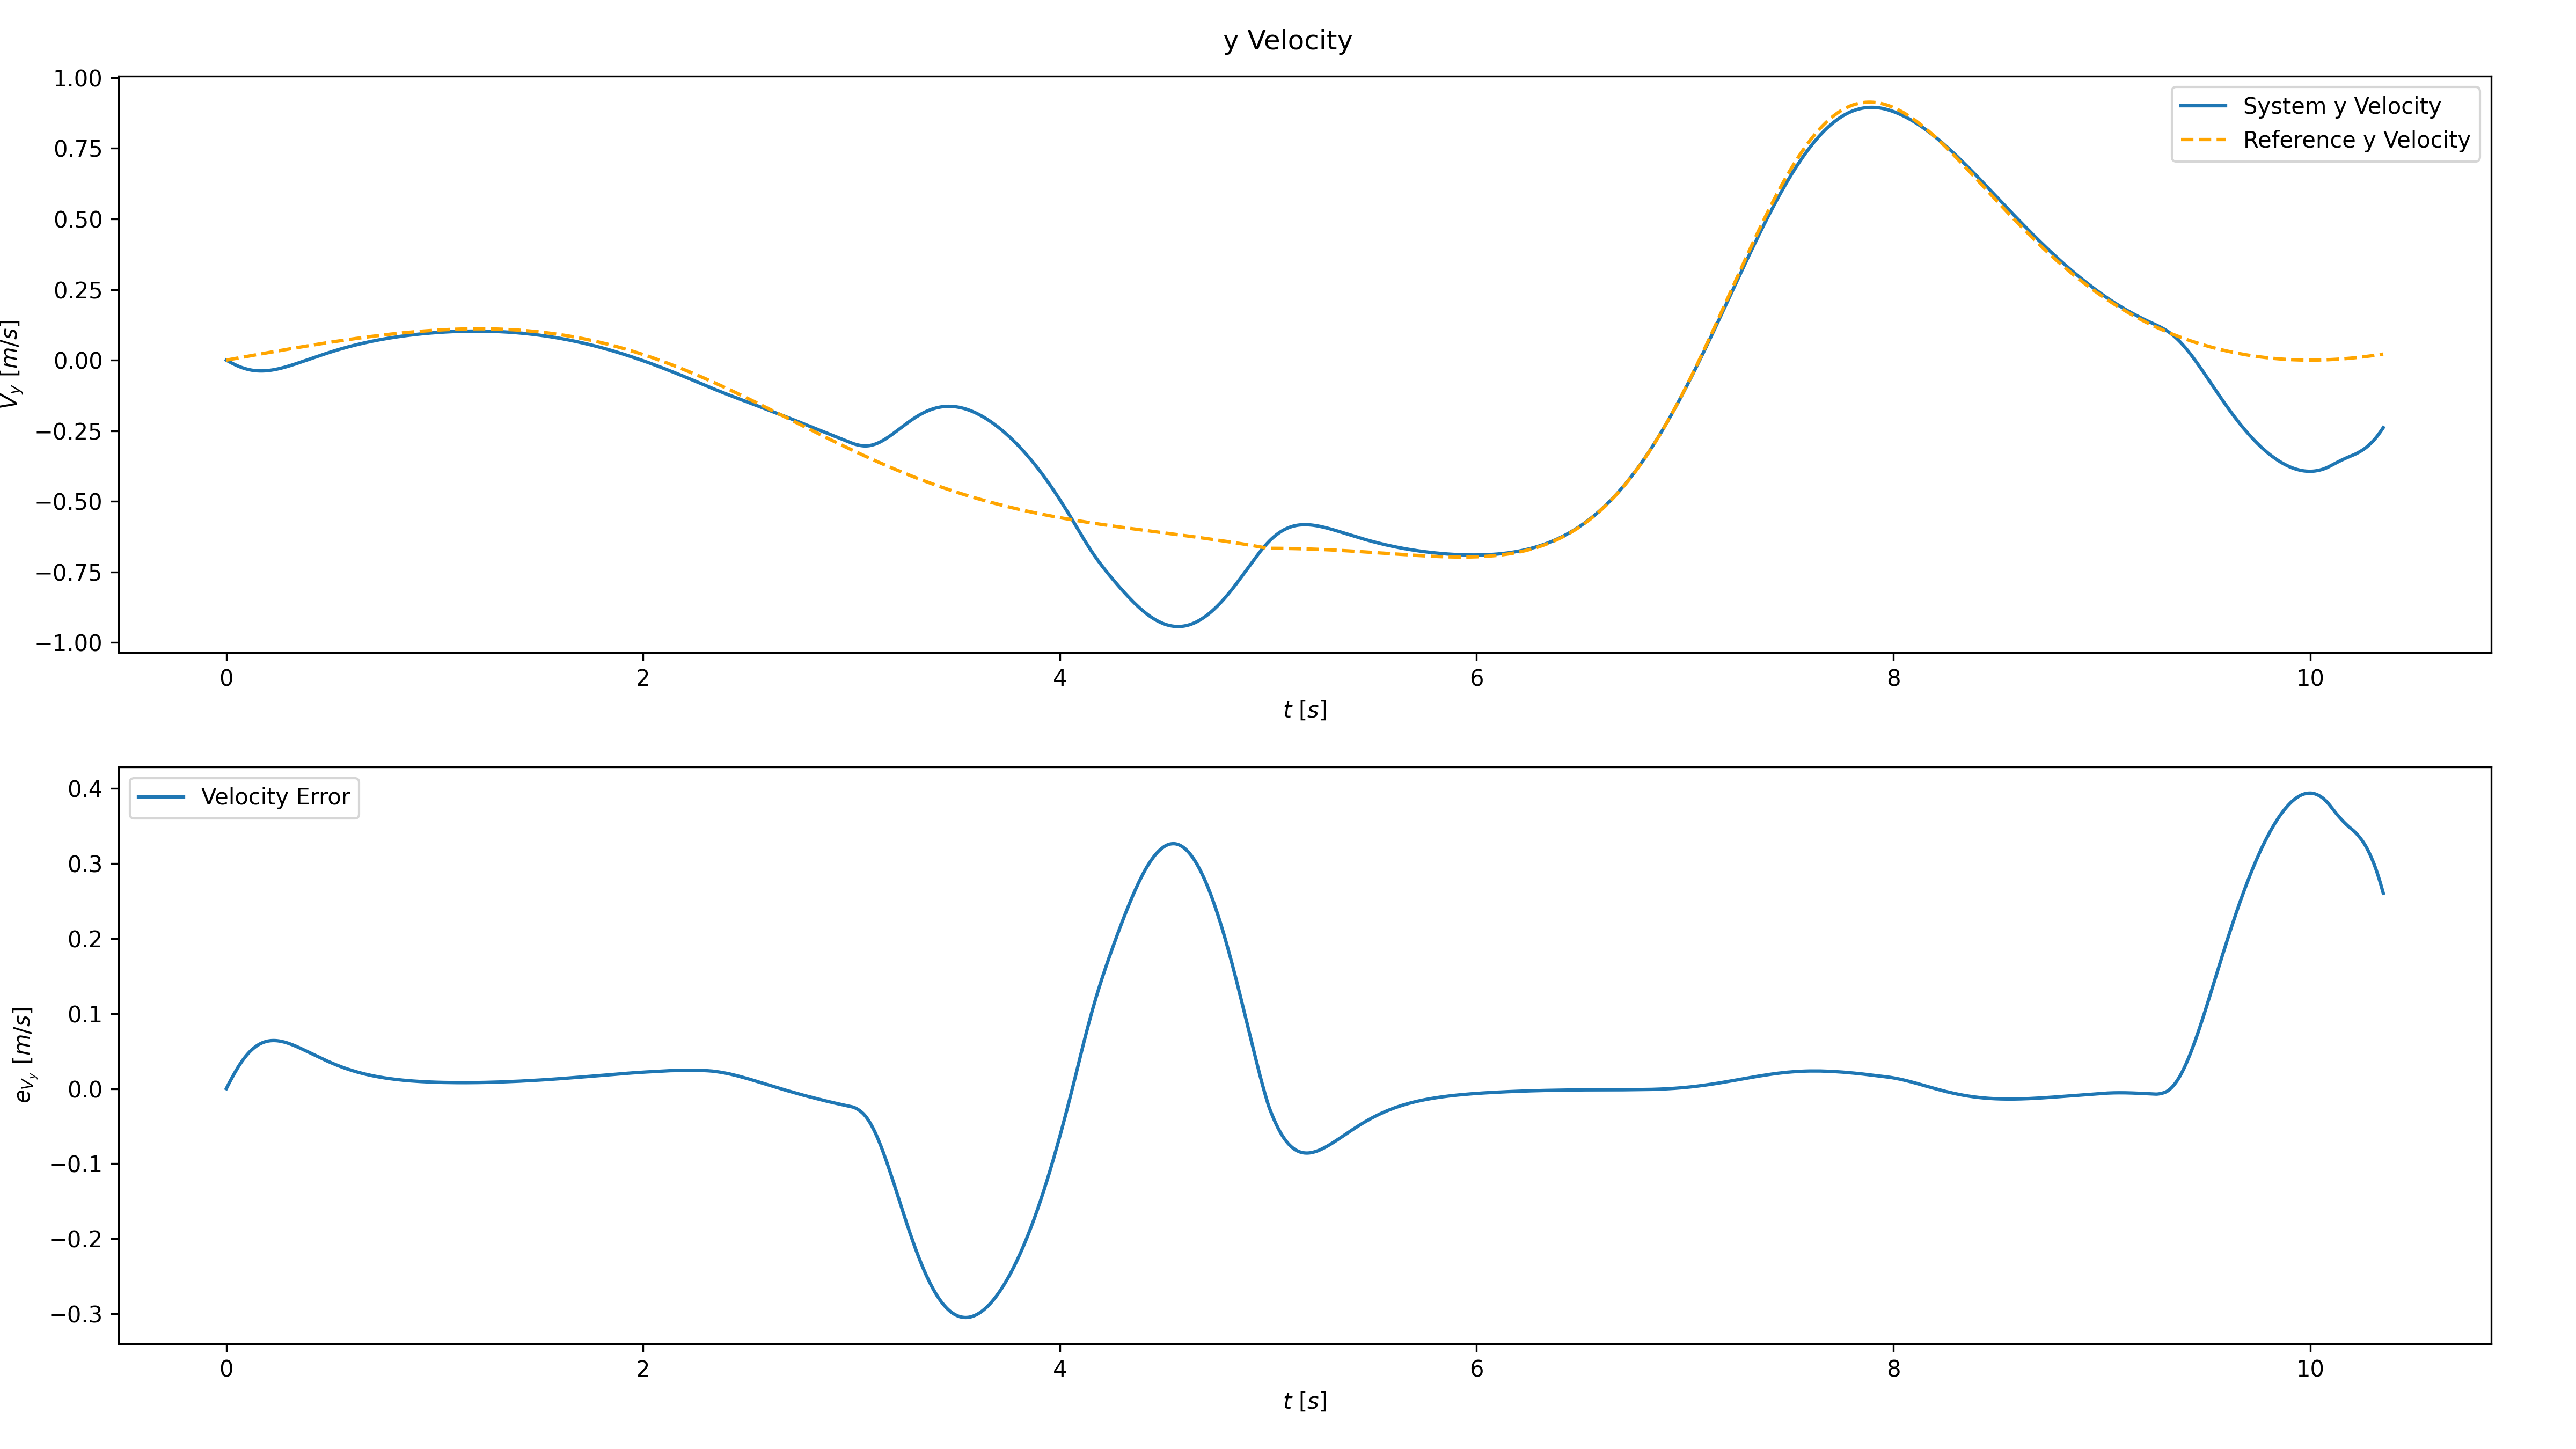 y Velocity
1.00
0.75
0.50
0.25
0.00
−0.25
−0.50
−0.75
−1.00
V_y [m/s]
System y Velocity
Reference y Velocity
0 2 4 6 8 10
t [s]
0.4
0.3
0.2
0.1
0.0
−0.1
−0.2
−0.3
e_{V_y} [m/s]
Velocity Error
0 2 4 6 8 10
t [s]